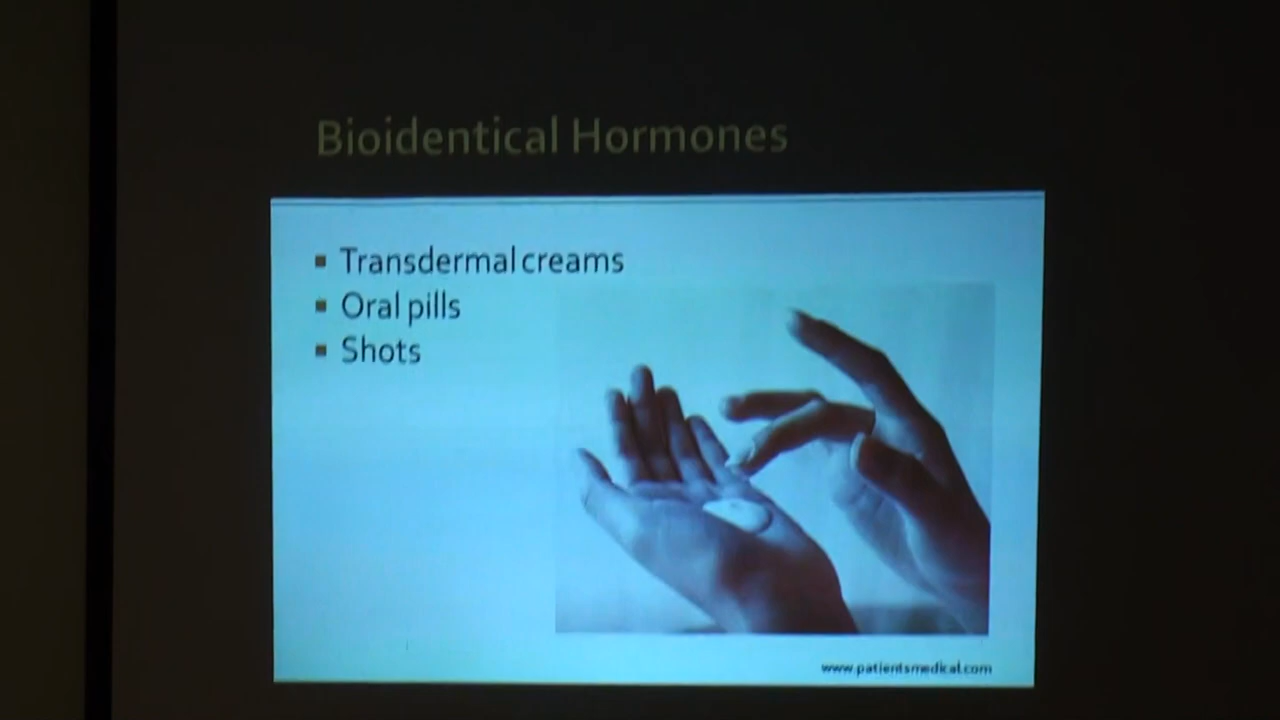 Bioidentical Hormones
Transdermal creams
Oral pills
Shots
www.patientsmedical.com